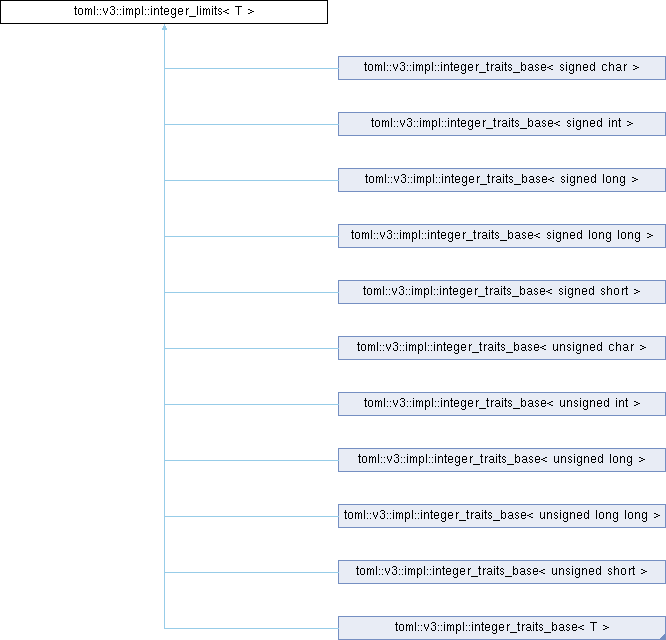 toml::v3::impl::integer_limits< T >
toml::v3::impl::integer_traits_base< signed char >
toml::v3::impl::integer_traits_base< signed int >
toml::v3::impl::integer_traits_base< signed long >
toml::v3::impl::integer_traits_base< signed long long >
toml::v3::impl::integer_traits_base< signed short >
toml::v3::impl::integer_traits_base< unsigned char >
toml::v3::impl::integer_traits_base< unsigned int >
toml::v3::impl::integer_traits_base< unsigned long >
toml::v3::impl::integer_traits_base< unsigned long long >
toml::v3::impl::integer_traits_base< unsigned short >
toml::v3::impl::integer_traits_base< T >